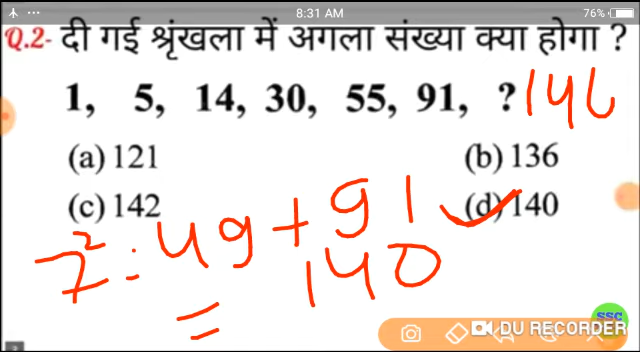 8:31 AM
76%
Q.2- दी गई श्रृंखला में अगला संख्या क्या होगा ?
1, 5, 14, 30, 55, 91, ? 140
(a) 121 (b) 136
(c) 142 (d) 140
7² = 49 + 91
= 140
SSC
DU RECORDER